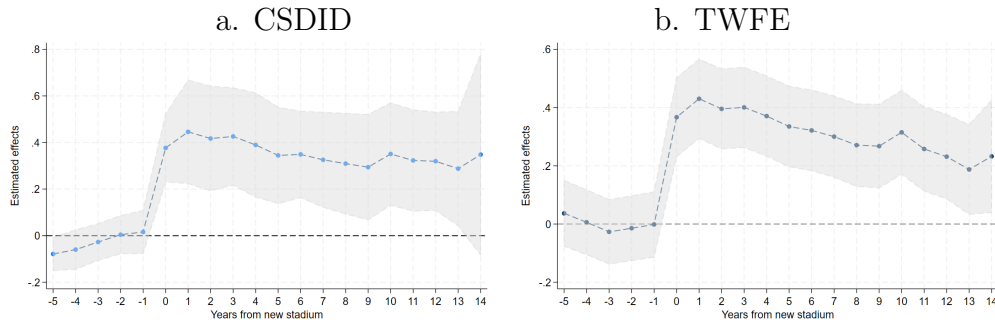 a. CSDID
.8
.6
.4
.2
0
-.2
Estimated effects
-5 -4 -3 -2 -1 0 1 2 3 4 5 6 7 8 9 10 11 12 13 14
Years from new stadium
b. TWFE
.6
.4
.2
0
-.2
Estimated effects
-5 -4 -3 -2 -1 0 1 2 3 4 5 6 7 8 9 10 11 12 13 14
Years from new stadium